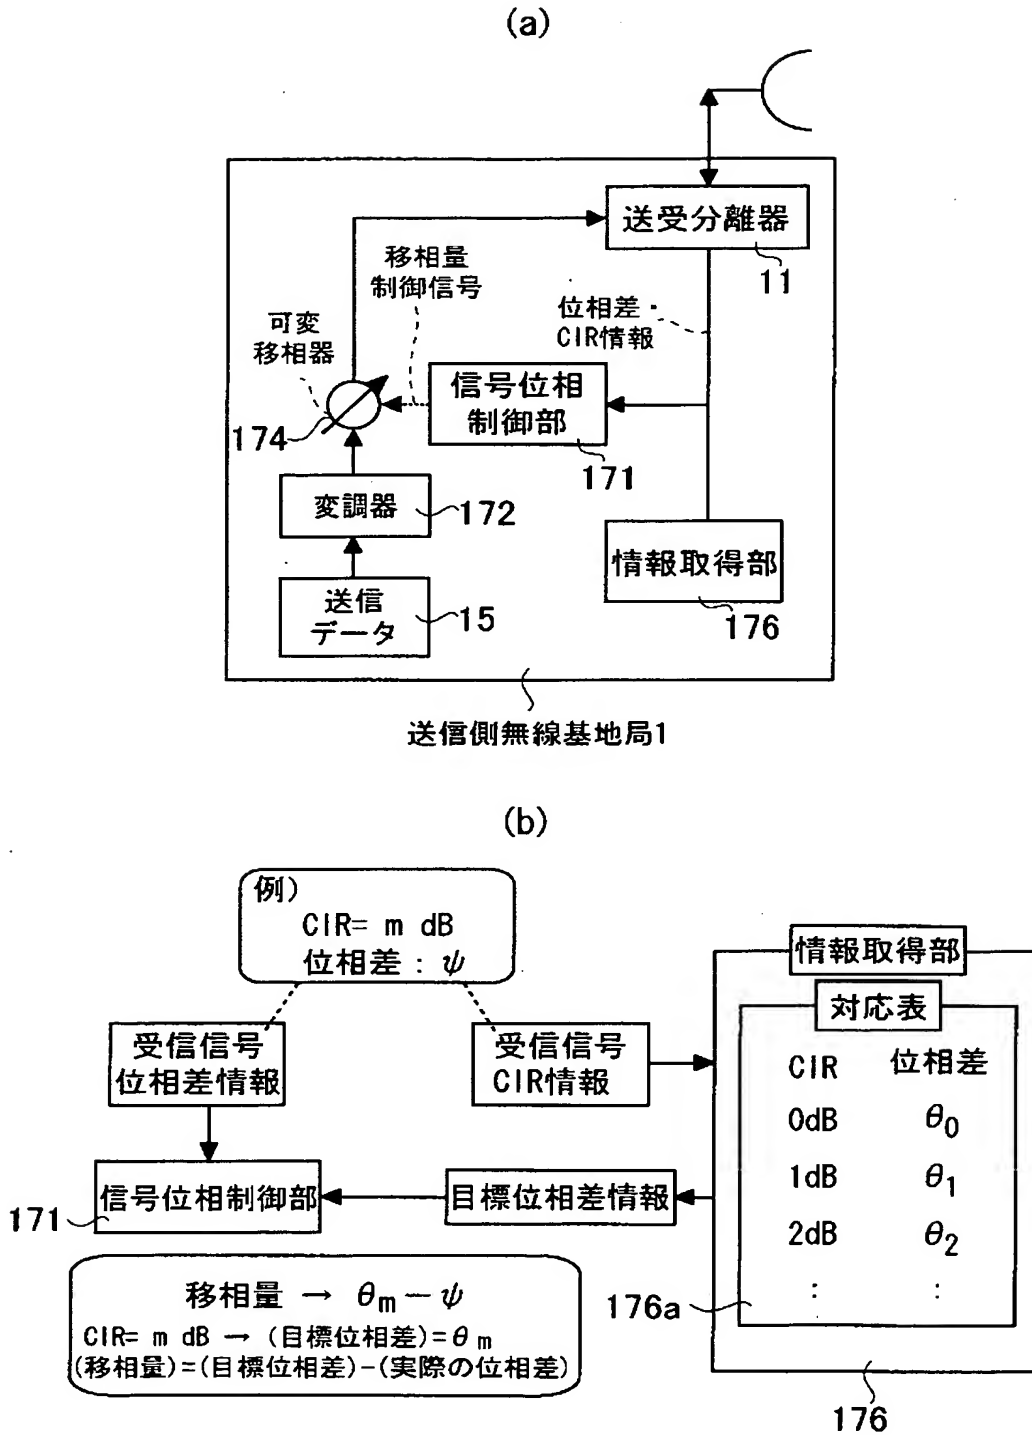 (a)
送受分離器
11
移相量
制御信号
位相差・
CIR情報
可変
移相器
174
信号位相
制御部
171
変調器
172
送信
データ
15
情報取得部
176
送信側無線基地局1
(b)
例)
CIR= m dB
位相差 : ψ
受信信号
位相差情報
受信信号
CIR情報
情報取得部
対応表
CIR 位相差
0dB θ0
1dB θ1
2dB θ2
: :
176a
176
信号位相制御部
171
目標位相差情報
移相量 → θm − ψ
CIR= m dB → (目標位相差)=θm
(移相量)=(目標位相差)-(実際の位相差)